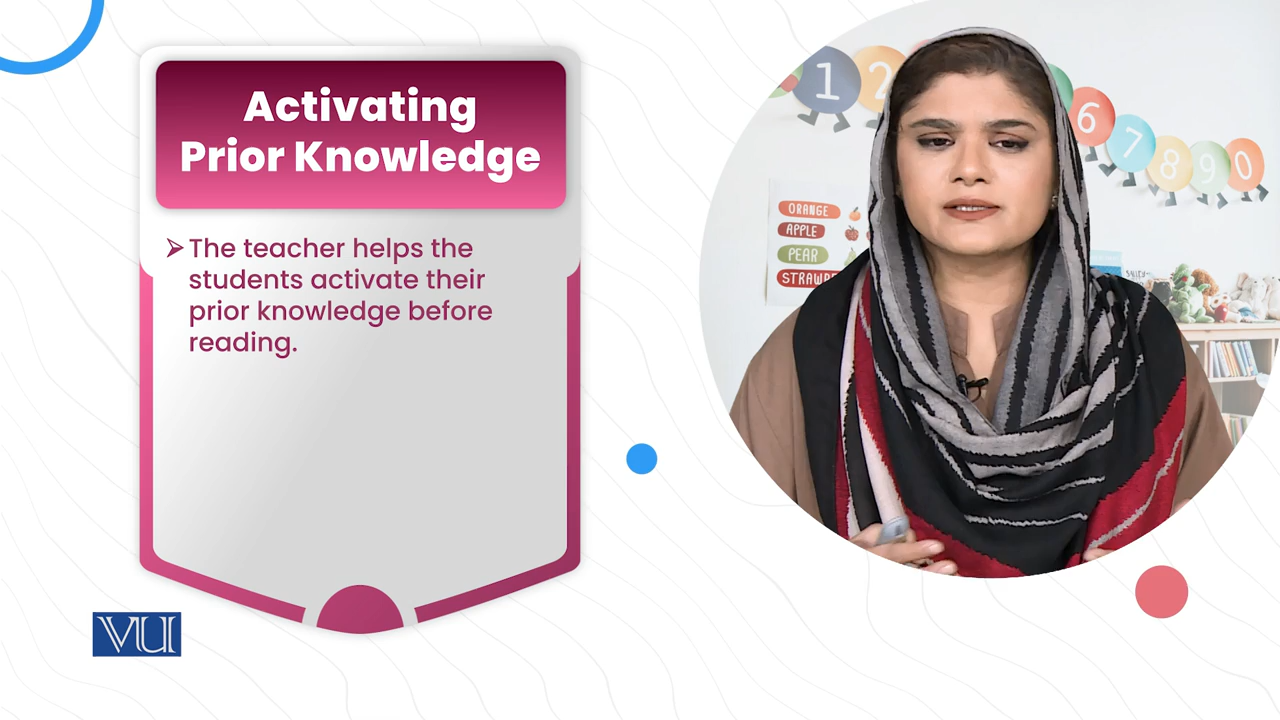 Activating
Prior Knowledge
➢ The teacher helps the
students activate their
prior knowledge before
reading.
VU
1 2
6 7 8 9 0
ORANGE
APPLE
PEAR